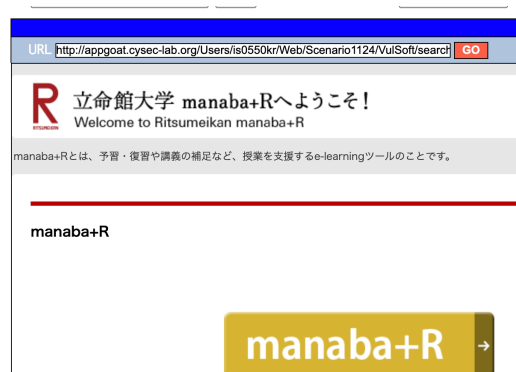 URL http://appgoat.cysec-lab.org/Users/is0550kr/Web/Scenario1124/VulSoft/search GO
R 立命館大学 manaba+Rへようこそ!
RITSUMEIKAN Welcome to Ritsumeikan manaba+R
manaba+Rとは、予習・復習や講義の補足など、授業を支援するe-learningツールのことです。
manaba+R
manaba+R →